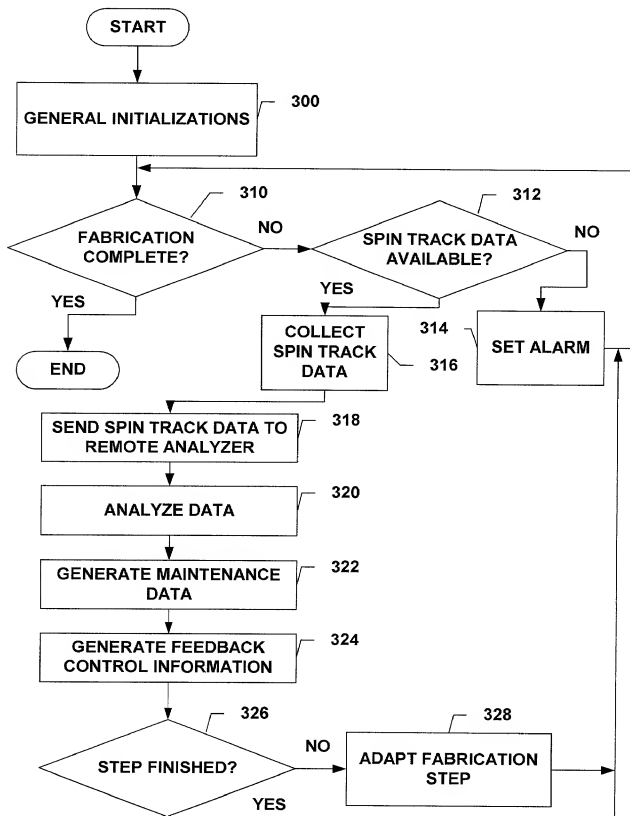 START
GENERAL INITIALIZATIONS
300
310
FABRICATION
COMPLETE?
NO
312
SPIN TRACK DATA
AVAILABLE?
NO
YES
END
YES
COLLECT
SPIN TRACK
DATA
316
314
SET ALARM
SEND SPIN TRACK DATA TO
REMOTE ANALYZER
318
ANALYZE DATA
320
GENERATE MAINTENANCE
DATA
322
GENERATE FEEDBACK
CONTROL INFORMATION
324
326
STEP FINISHED?
NO
YES
328
ADAPT FABRICATION
STEP